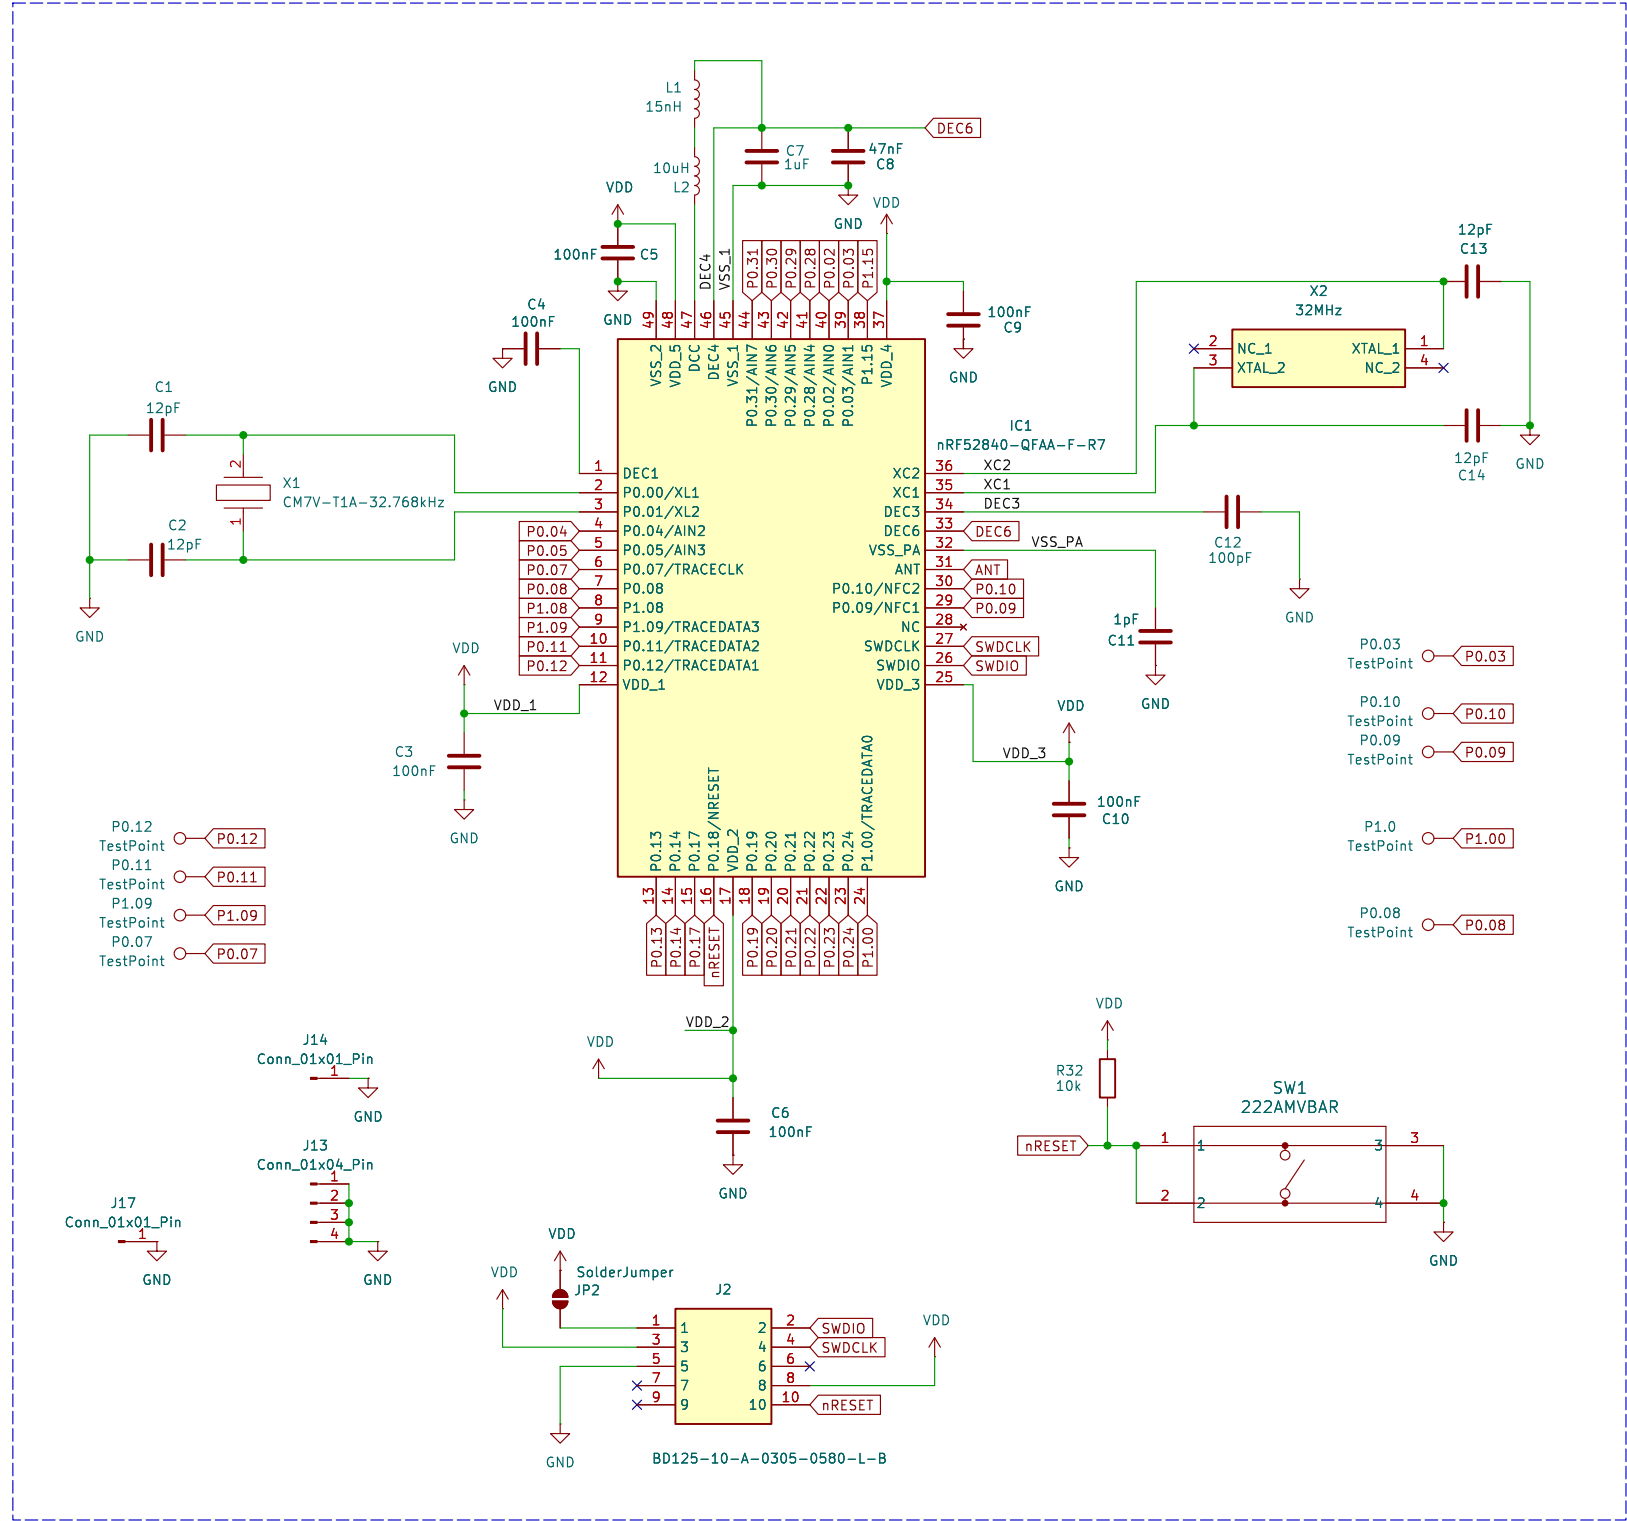 L1
15nH
10uH
L2
C7
1uF
47nF
C8
DEC6
GND
VDD
100nF
C5
GND
DEC4
VSS_1
P0.31
P0.30
P0.29
P0.28
P0.02
P0.03
P1.15
VDD
100nF
C9
GND
C4
100nF
GND
49
48
47
46
45
44
43
42
41
40
39
38
37
VSS_2
VDD_5
DCC
DEC4
VSS_1
P0.31/AIN7
P0.30/AIN6
P0.29/AIN5
P0.28/AIN4
P0.02/AIN0
P0.03/AIN1
P1.15
VDD_4
12pF
C13
X2
32MHz
2 NC_1 XTAL_1 1
3 XTAL_2 NC_2 4
12pF
C14
GND
C1
12pF
2
X1
CM7V-T1A-32.768kHz
1
C2
12pF
GND
IC1
nRF52840-QFAA-F-R7
1 DEC1 XC2 36 XC2
2 P0.00/XL1 XC1 35 XC1
3 P0.01/XL2 DEC3 34 DEC3
P0.04 4 P0.04/AIN2 DEC6 33 DEC6
P0.05 5 P0.05/AIN3 VSS_PA 32 VSS_PA
P0.07 6 P0.07/TRACECLK ANT 31 ANT
P0.08 7 P0.08 P0.10/NFC2 30 P0.10
P1.08 8 P1.08 P0.09/NFC1 29 P0.09
P1.09 9 P1.09/TRACEDATA3 NC 28
P0.11 10 P0.11/TRACEDATA2 SWDCLK 27 SWDCLK
P0.12 11 P0.12/TRACEDATA1 SWDIO 26 SWDIO
12 VDD_1 VDD_3 25
C12
100pF
GND
1pF
C11
GND
VDD
VDD_1
C3
100nF
GND
VDD
VDD_3
100nF
C10
GND
P0.13
P0.14
P0.17
P0.18/NRESET
VDD_2
P0.19
P0.20
P0.21
P0.22
P0.23
P0.24
P1.00/TRACEDATA0
13
14
15
16
17
18
19
20
21
22
23
24
P0.13
P0.14
P0.17
nRESET
P0.19
P0.20
P0.21
P0.22
P0.23
P0.24
P1.00
P0.03
TestPoint
P0.03
P0.10
TestPoint
P0.10
P0.09
TestPoint
P0.09
P1.0
TestPoint
P1.00
P0.08
TestPoint
P0.08
P0.12
TestPoint
P0.12
P0.11
TestPoint
P0.11
P1.09
TestPoint
P1.09
P0.07
TestPoint
P0.07
VDD_2
VDD
C6
100nF
GND
J14
Conn_01x01_Pin
1
GND
J13
Conn_01x04_Pin
1
2
3
4
GND
J17
Conn_01x01_Pin
1
GND
VDD
R32
10k
nRESET
SW1
222AMVBAR
1 1 3 3
2 2 4 4
GND
VDD
VDD
SolderJumper
JP2
J2
VDD
1 1 2 2 SWDIO
3 3 4 4 SWDCLK
5 5 6 6
7 7 8 8
9 9 10 10 nRESET
GND
BD125-10-A-0305-0580-L-B